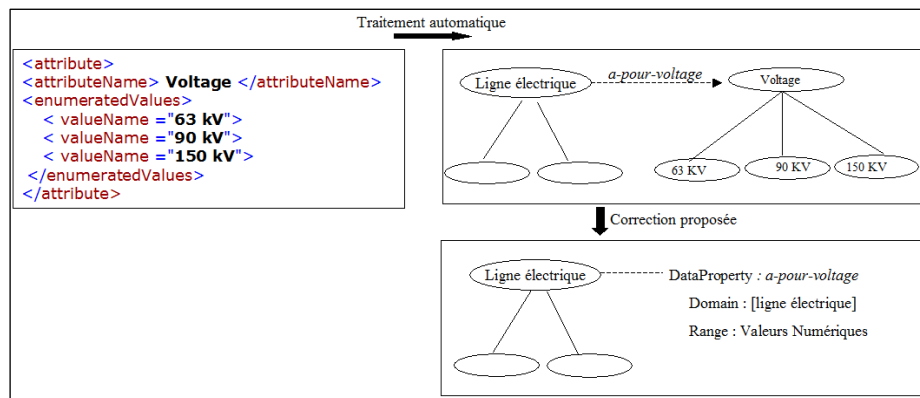 Traitement automatique
<attribute>
<attributeName> Voltage </attributeName>
<enumeratedValues>
< valueName ="63 kV">
< valueName ="90 kV">
< valueName ="150 kV">
</enumeratedValues>
</attribute>
Ligne électrique
a-pour-voltage
Voltage
63 KV
90 KV
150 KV
Correction proposée
Ligne électrique
DataProperty : a-pour-voltage
Domain : [ligne électrique]
Range : Valeurs Numériques